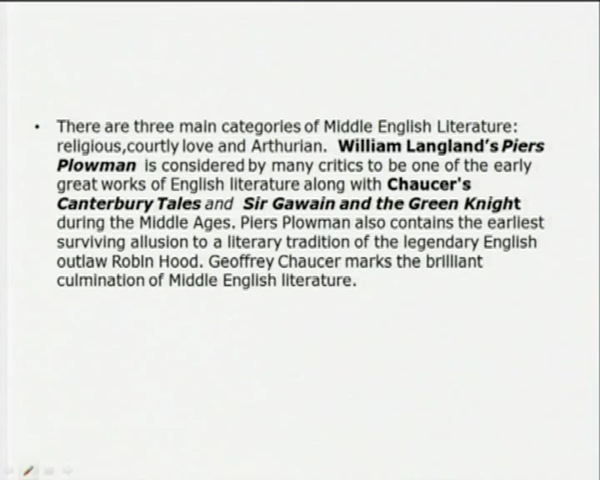 • There are three main categories of Middle English Literature:
religious,courtly love and Arthurian. William Langland's Piers
Plowman is considered by many critics to be one of the early
great works of English literature along with Chaucer's
Canterbury Tales and Sir Gawain and the Green Knight
during the Middle Ages. Piers Plowman also contains the earliest
surviving allusion to a literary tradition of the legendary English
outlaw Robin Hood. Geoffrey Chaucer marks the brilliant
culmination of Middle English literature.